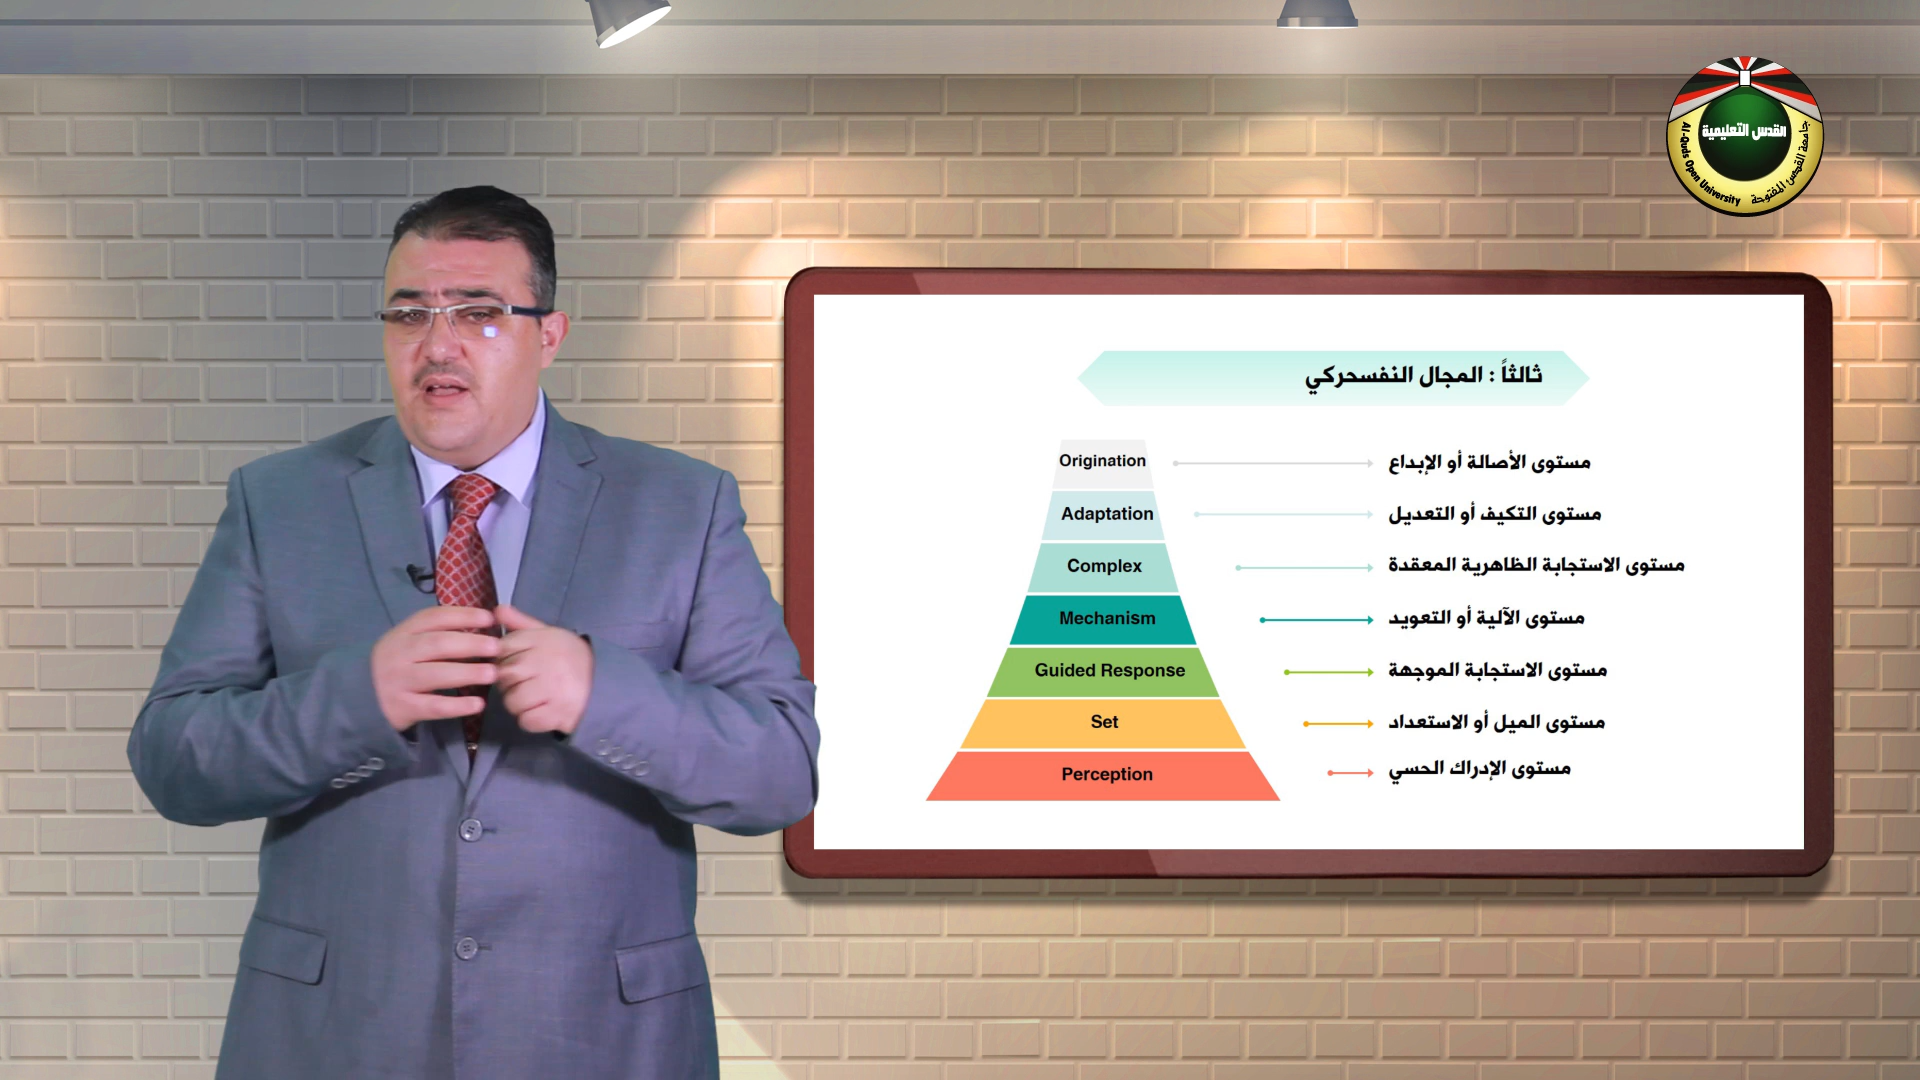 القدس التعليمية
جامعة القدس المفتوحة
Al-Quds Open University
ثالثاً : المجال النفسحركي
Origination
مستوى الأصالة أو الإبداع
Adaptation
مستوى التكيف أو التعديل
Complex
مستوى الاستجابة الظاهرية المعقدة
Mechanism
مستوى الآلية أو التعويد
Guided Response
مستوى الاستجابة الموجهة
Set
مستوى الميل أو الاستعداد
Perception
مستوى الإدراك الحسي